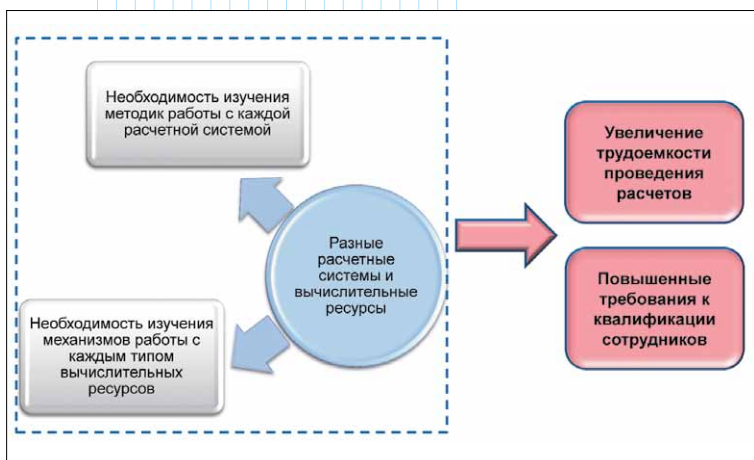 Необходимость изучения
методик работы с каждой
расчетной системой
Разные
расчетные
системы и
вычислительные
ресурсы
Необходимость изучения
механизмов работы с
каждым типом
вычислительных
ресурсов
Увеличение
трудоемкости
проведения
расчетов
Повышенные
требования к
квалификации
сотрудников